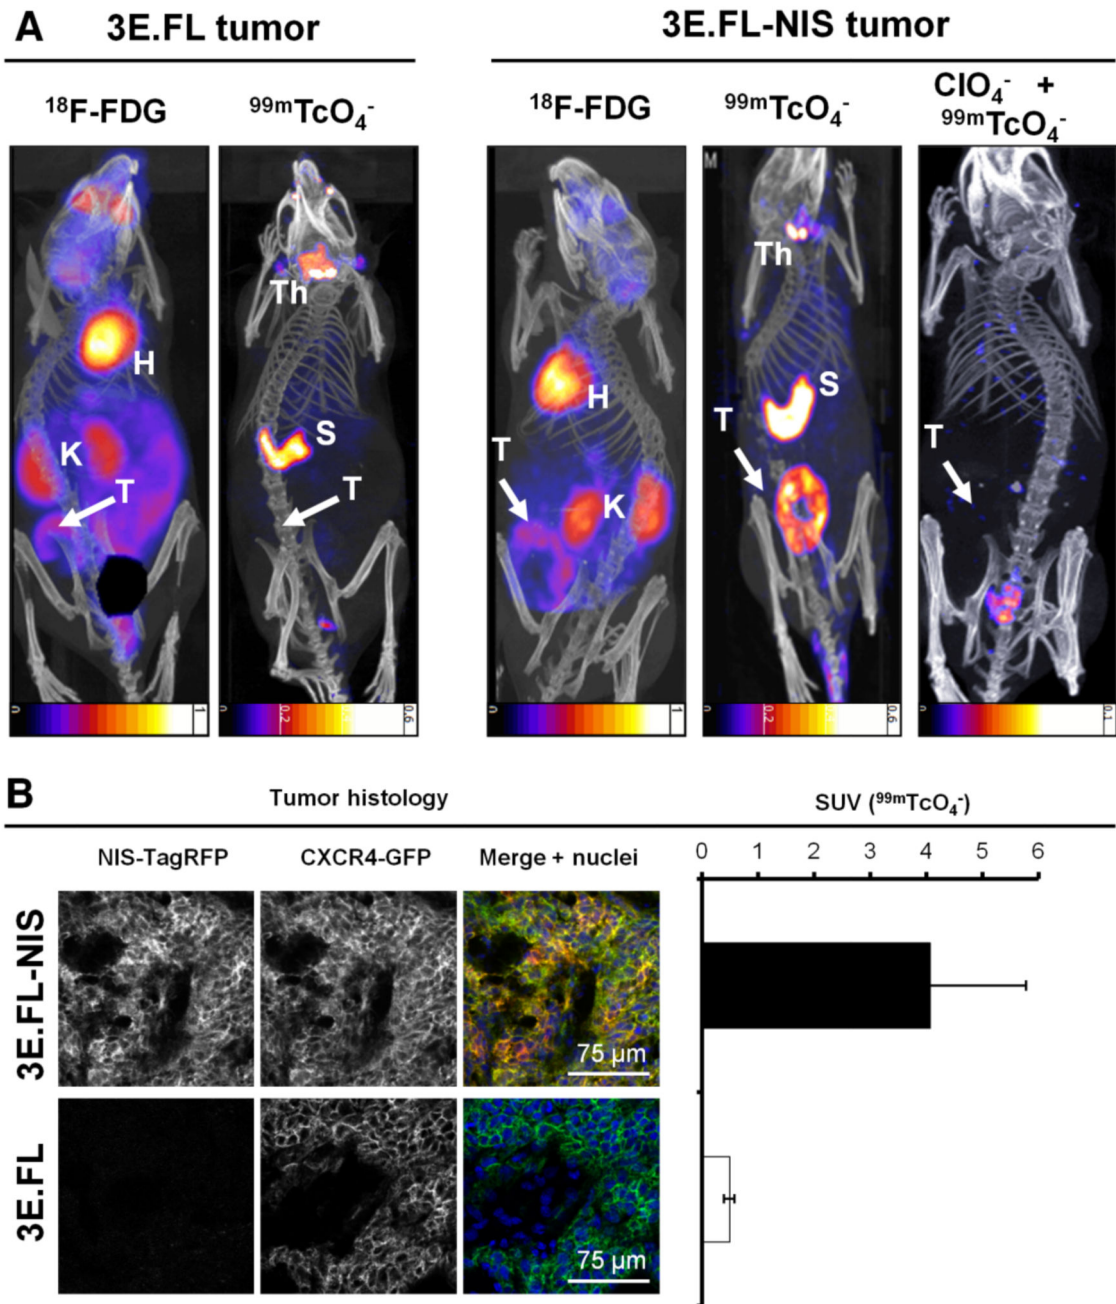 A
3E.FL tumor
3E.FL-NIS tumor
¹⁸F-FDG
⁹⁹ᵐTcO₄⁻
¹⁸F-FDG
⁹⁹ᵐTcO₄⁻
ClO₄⁻ +
⁹⁹ᵐTcO₄⁻
H
K
T
Th
S
T
H
T
K
M
Th
S
T
T
0
1
0.2
0.6
0
1
0.2
0.6
0.1
B
Tumor histology
SUV (⁹⁹ᵐTcO₄⁻)
NIS-TagRFP
CXCR4-GFP
Merge + nuclei
0 1 2 3 4 5 6
3E.FL-NIS
75 µm
3E.FL
75 µm